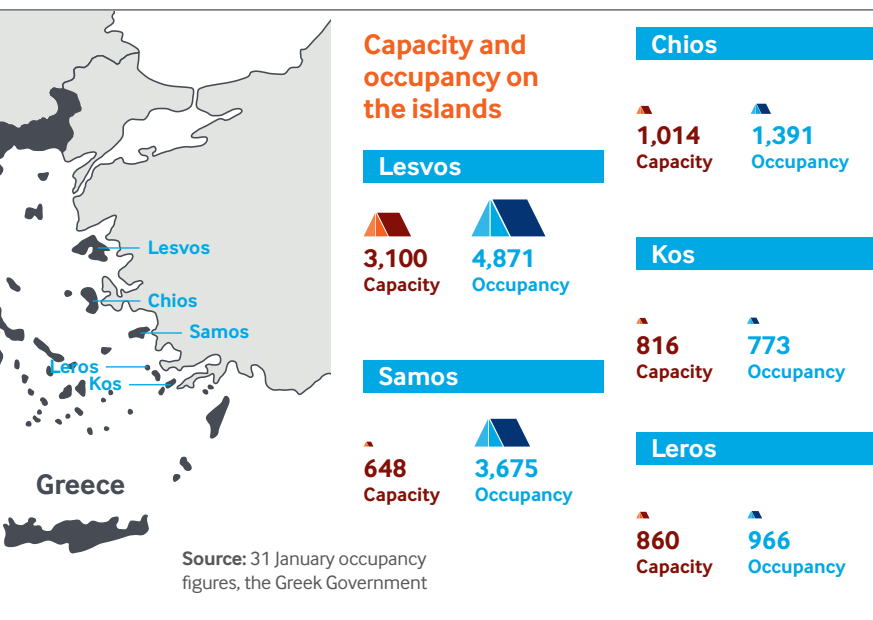 Capacity and
occupancy on
the islands
Lesvos
3,100 4,871
Capacity Occupancy
Samos
648 3,675
Capacity Occupancy
Chios
1,014 1,391
Capacity Occupancy
Kos
816 773
Capacity Occupancy
Leros
860 966
Capacity Occupancy
Lesvos
Chios
Samos
Leros
Kos
Greece
Source: 31 January occupancy
figures, the Greek Government